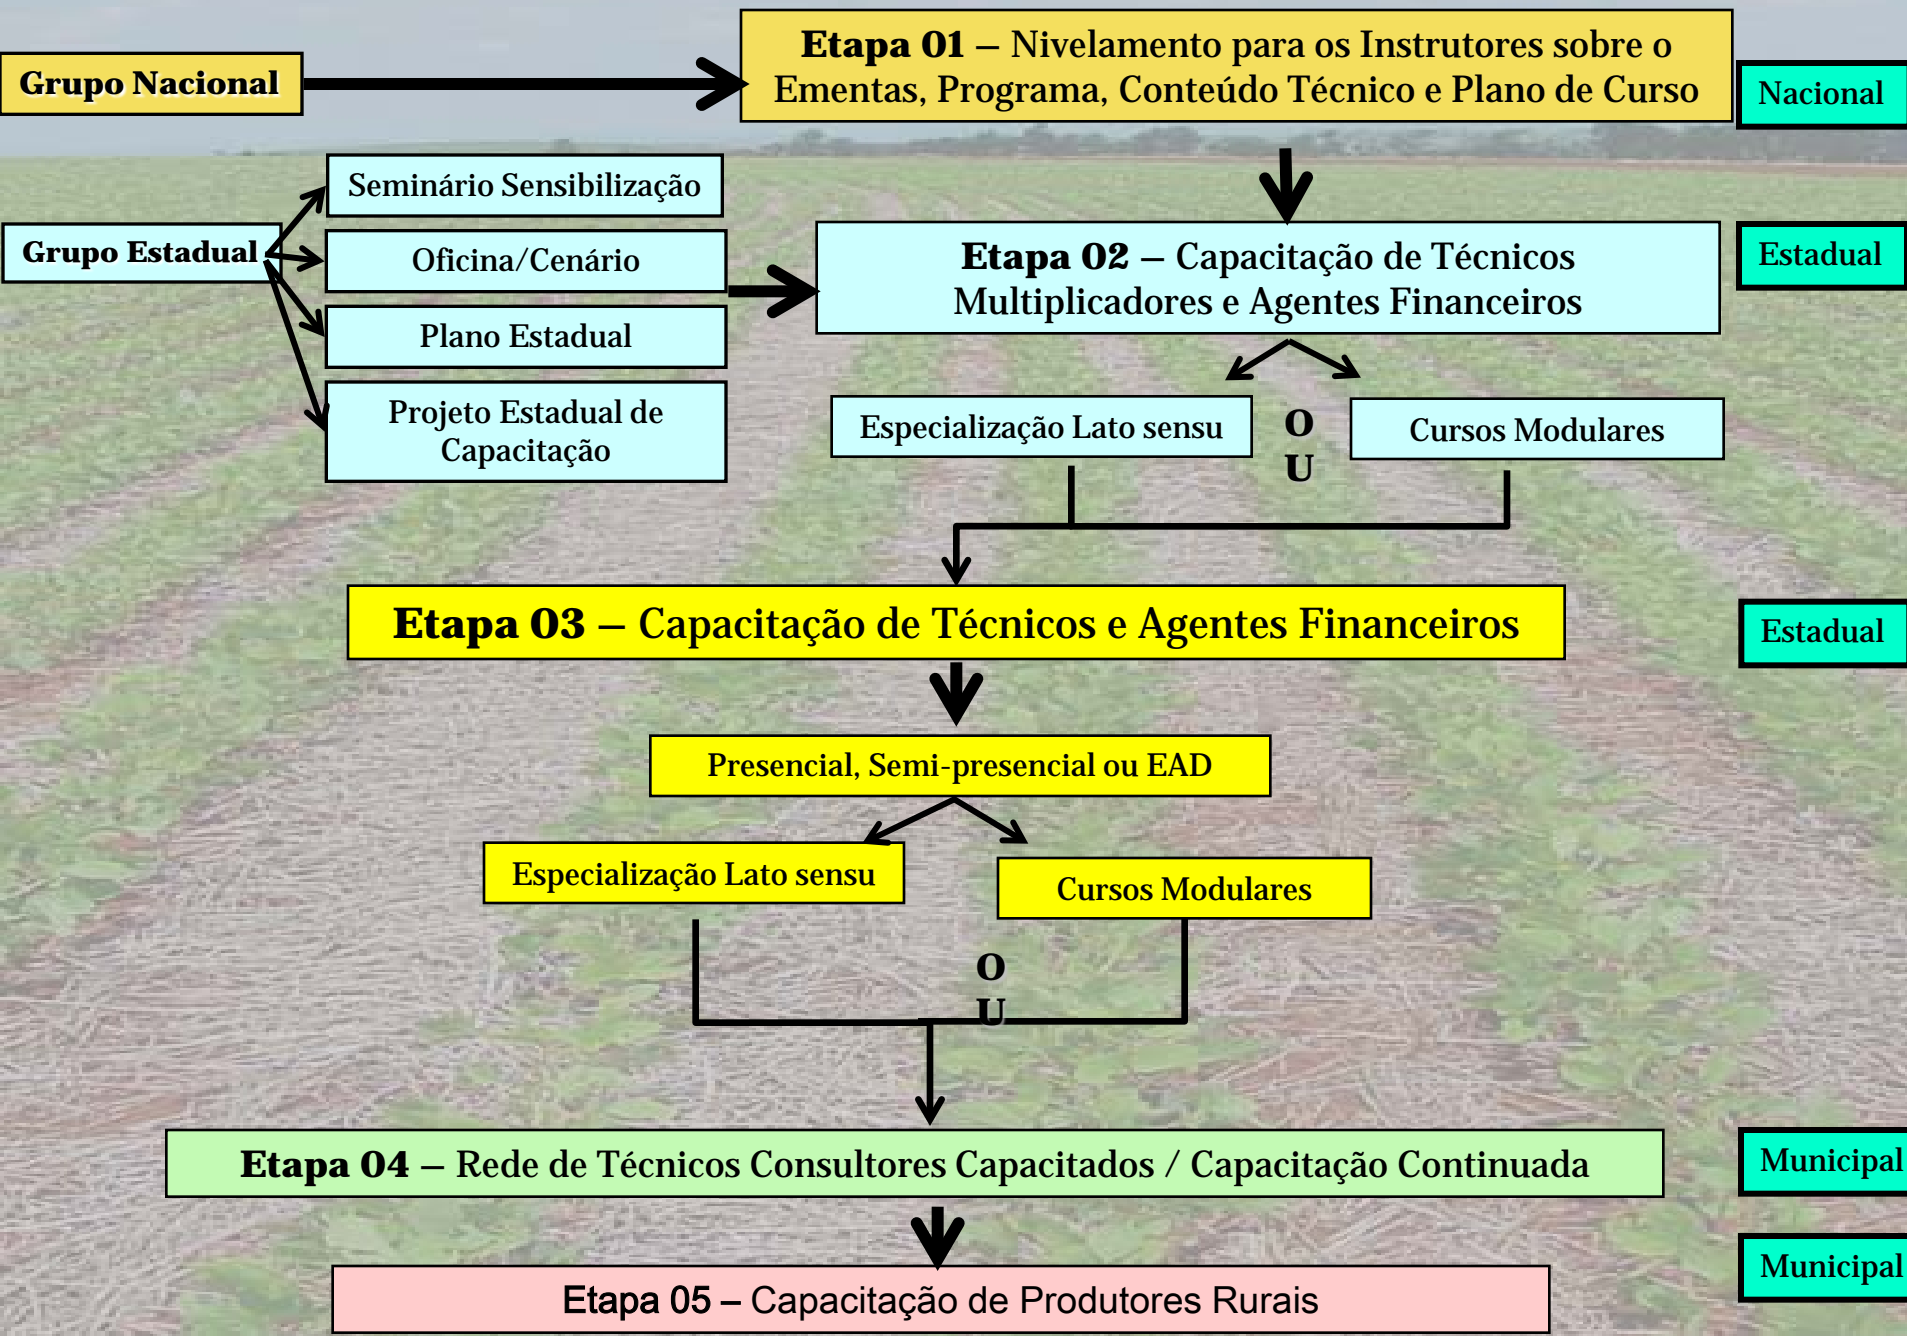 Etapa 01 – Nivelamento para os Instrutores sobre o
Ementas, Programa, Conteúdo Técnico e Plano de Curso
Grupo Nacional
Nacional
Seminário Sensibilização
Grupo Estadual
Oficina/Cenário
Plano Estadual
Projeto Estadual de
Capacitação
Etapa 02 – Capacitação de Técnicos
Multiplicadores e Agentes Financeiros
Estadual
Especialização Lato sensu
O
U
Cursos Modulares
Etapa 03 – Capacitação de Técnicos e Agentes Financeiros
Estadual
Presencial, Semi-presencial ou EAD
Especialização Lato sensu
Cursos Modulares
O
U
Etapa 04 – Rede de Técnicos Consultores Capacitados / Capacitação Continuada
Municipal
Etapa 05 – Capacitação de Produtores Rurais
Municipal